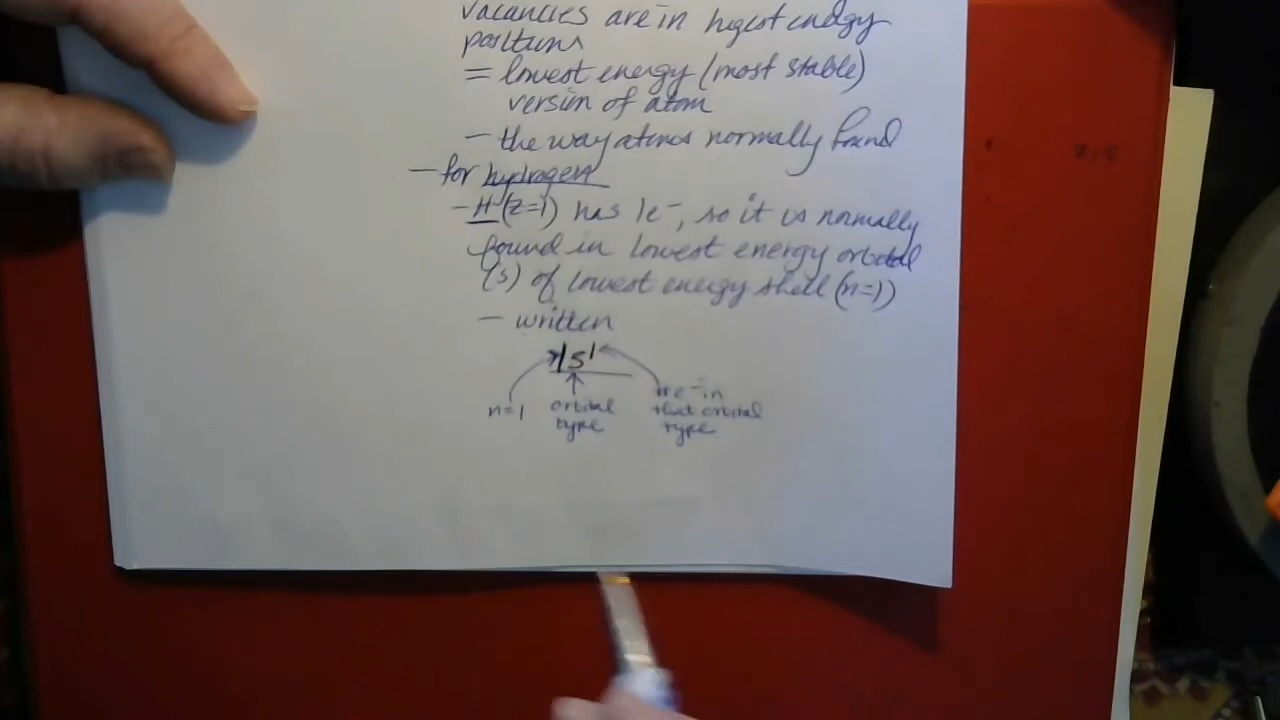 vacancies are in higest energy
positions
= lowest energy (most stable)
version of atom
- the way atoms normally found
- for hydrogen
- H (z=1) has 1e⁻, so it is normally
found in lowest energy orbital
(s) of lowest energy shell (n=1)
- written
1s¹
n=1
orbital
type
# e⁻ in
that orbital
type